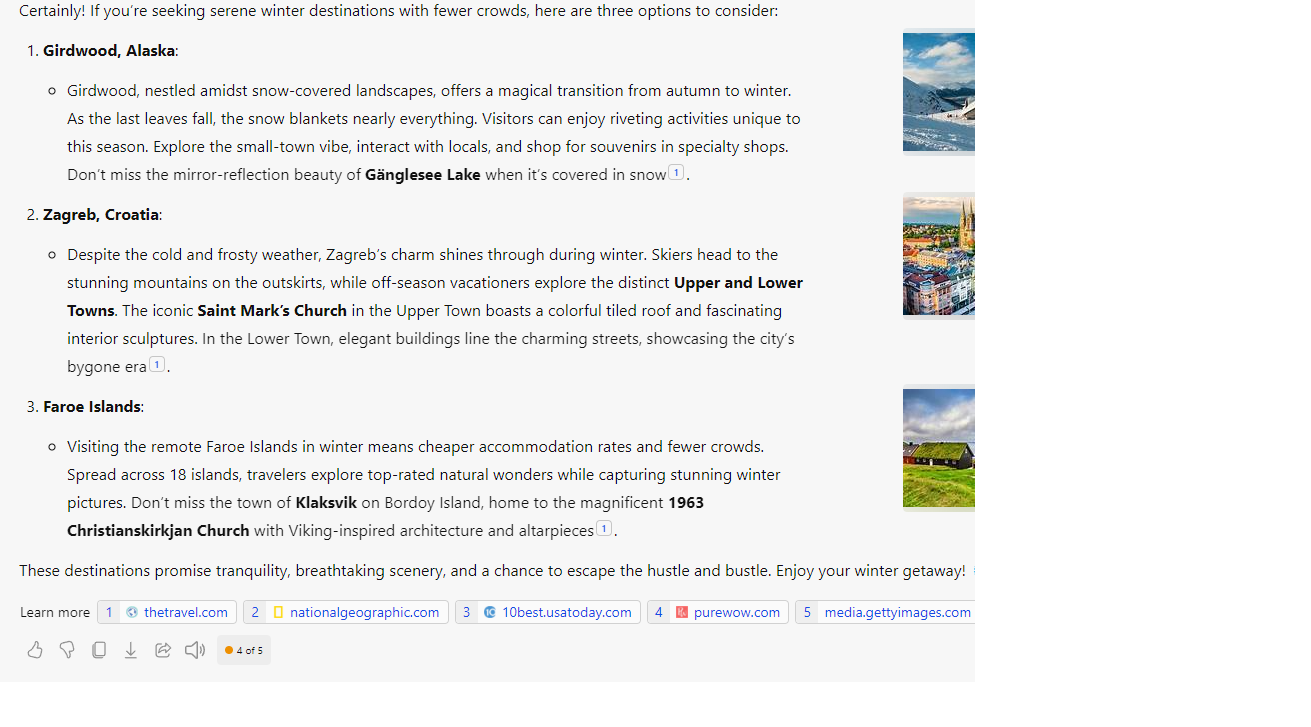 Certainly! If you're seeking serene winter destinations with fewer crowds, here are three options to consider:
1. Girdwood, Alaska:
Girdwood, nestled amidst snow-covered landscapes, offers a magical transition from autumn to winter.
As the last leaves fall, the snow blankets nearly everything. Visitors can enjoy riveting activities unique to
this season. Explore the small-town vibe, interact with locals, and shop for souvenirs in specialty shops.
Don't miss the mirror-reflection beauty of Gänglesee Lake when it's covered in snow 1 .
2. Zagreb, Croatia:
Despite the cold and frosty weather, Zagreb's charm shines through during winter. Skiers head to the
stunning mountains on the outskirts, while off-season vacationers explore the distinct Upper and Lower
Towns. The iconic Saint Mark's Church in the Upper Town boasts a colorful tiled roof and fascinating
interior sculptures. In the Lower Town, elegant buildings line the charming streets, showcasing the city's
bygone era 1 .
3. Faroe Islands:
Visiting the remote Faroe Islands in winter means cheaper accommodation rates and fewer crowds.
Spread across 18 islands, travelers explore top-rated natural wonders while capturing stunning winter
pictures. Don't miss the town of Klaksvik on Bordoy Island, home to the magnificent 1963
Christianskirkjan Church with Viking-inspired architecture and altarpieces 1 .
These destinations promise tranquility, breathtaking scenery, and a chance to escape the hustle and bustle. Enjoy your winter getaway!
Learn more 1 thetravel.com 2 nationalgeographic.com 3 10best.usatoday.com 4 purewow.com 5 media.gettyimages.com
4 of 5